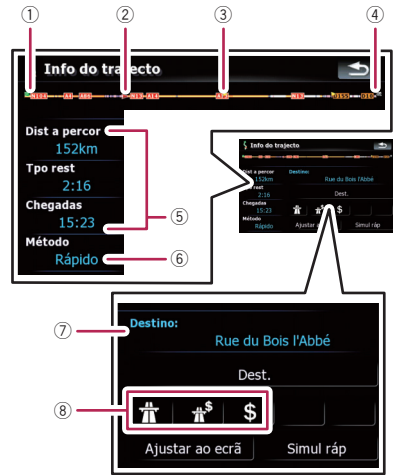 ① ② ③ ④
Info do trajecto
Dist a percor
152km
Tpo rest
2:16
Chegadas
15:23
Método
Rápido
⑤
⑥
Info do trajecto
Dist a percor
152km
Tpo rest
2:16
Chegadas
15:23
Método
Rápido
Destino:
Rue du Bois l'Abbé
Dest.
$ $
Simul ráp
⑦
Destino:
Rue du Bois l'Abbé
Dest.
⑧
$ $
Ajustar ao ecrã Simul ráp